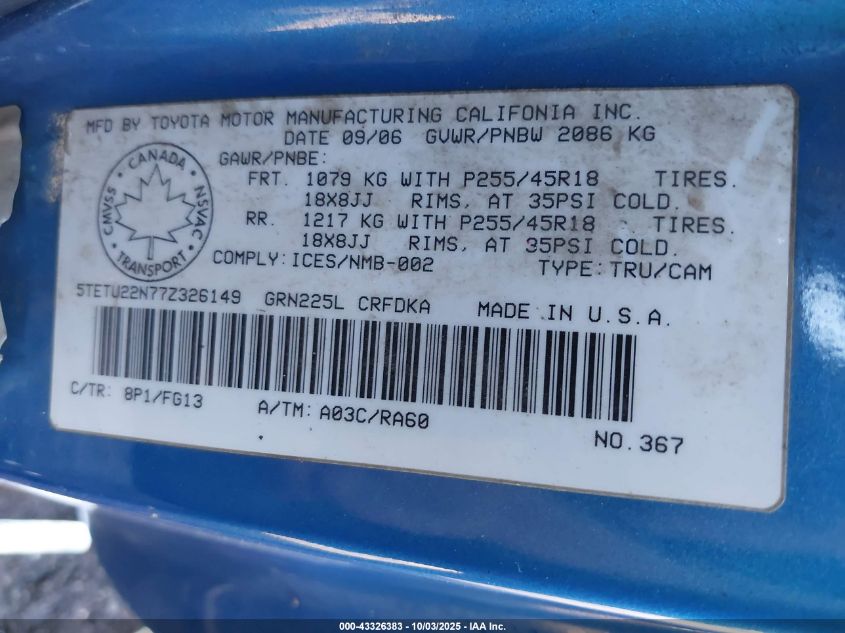 MFD BY TOYOTA MOTOR MANUFACTURING CALIFONIA INC.
DATE 09/06 GVWR/PNBW 2086 KG
GAWR/PNBE:
FRT. 1079 KG WITH P255/45R18 TIRES.
18X8JJ RIMS, AT 35PSI COLD.
RR. 1217 KG WITH P255/45R18 TIRES.
18X8JJ RIMS, AT 35PSI COLD.
CANADA
CMVSS
NSVAC
TRANSPORT
COMPLY:ICES/NMB-002 TYPE:TRU/CAM
5TETU22N77Z326149 GRN225L CRFDKA MADE IN U.S.A.
C/TR: 8P1/FG13 A/TM: A03C/RA60
NO.367
000-43326383 - 10/03/2025 - IAA Inc.